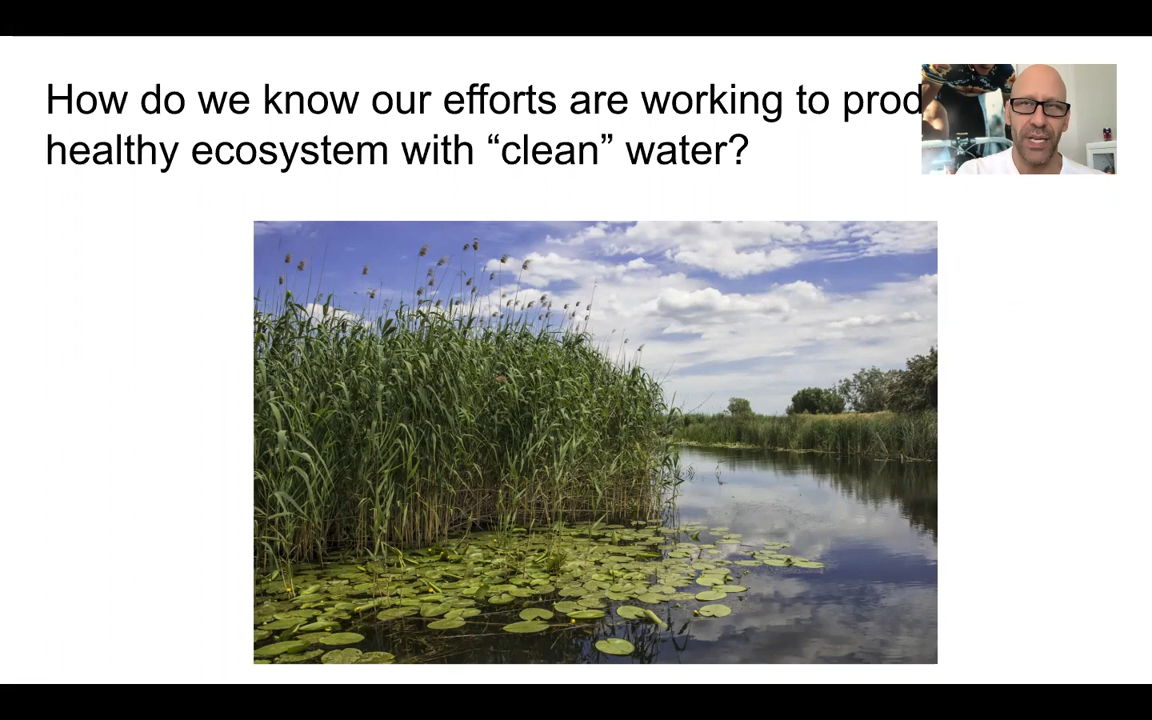 How do we know our efforts are working to prod
healthy ecosystem with “clean” water?